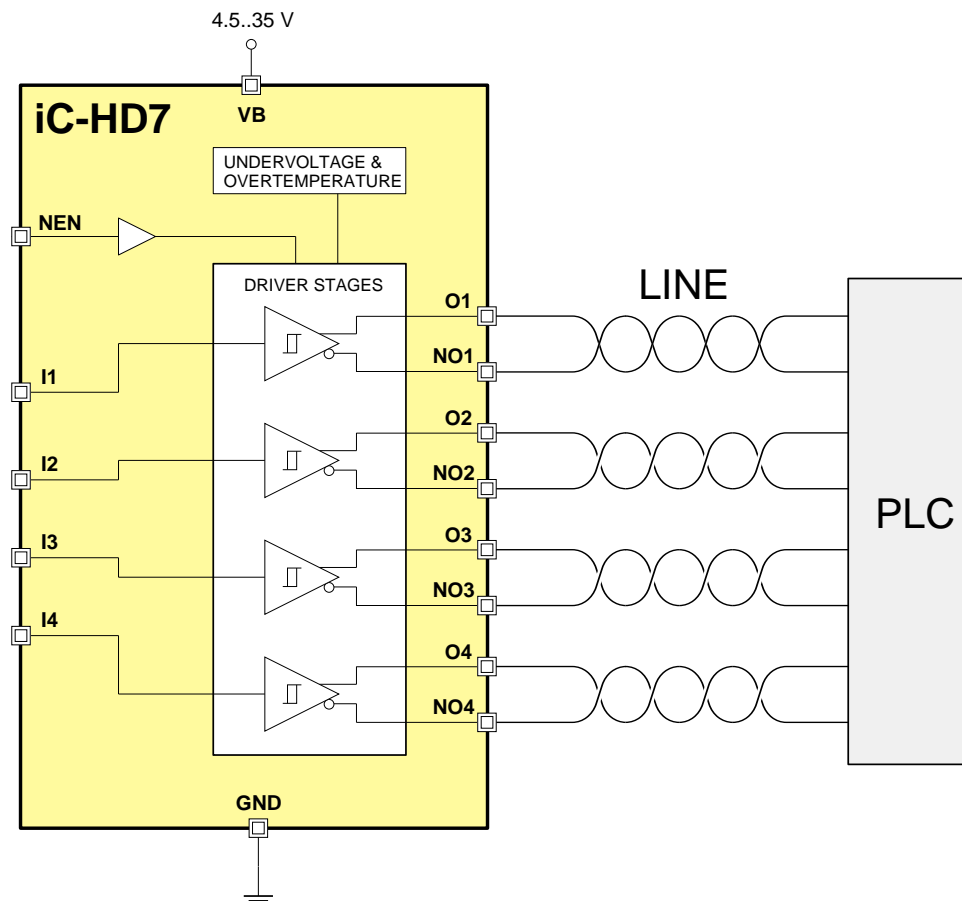 4.5..35 V
VB
iC-HD7
UNDERVOLTAGE &
OVERTEMPERATURE
NEN
DRIVER STAGES
LINE
O1
NO1
I1
O2
I2
NO2
PLC
O3
I3
NO3
I4
O4
NO4
GND